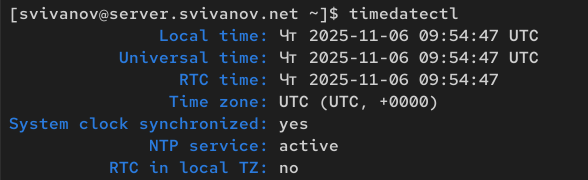 [svivanov@server.svivanov.net ~]$ timedatectl
Local time: Чт 2025-11-06 09:54:47 UTC
Universal time: Чт 2025-11-06 09:54:47 UTC
RTC time: Чт 2025-11-06 09:54:47
Time zone: UTC (UTC, +0000)
System clock synchronized: yes
NTP service: active
RTC in local TZ: no